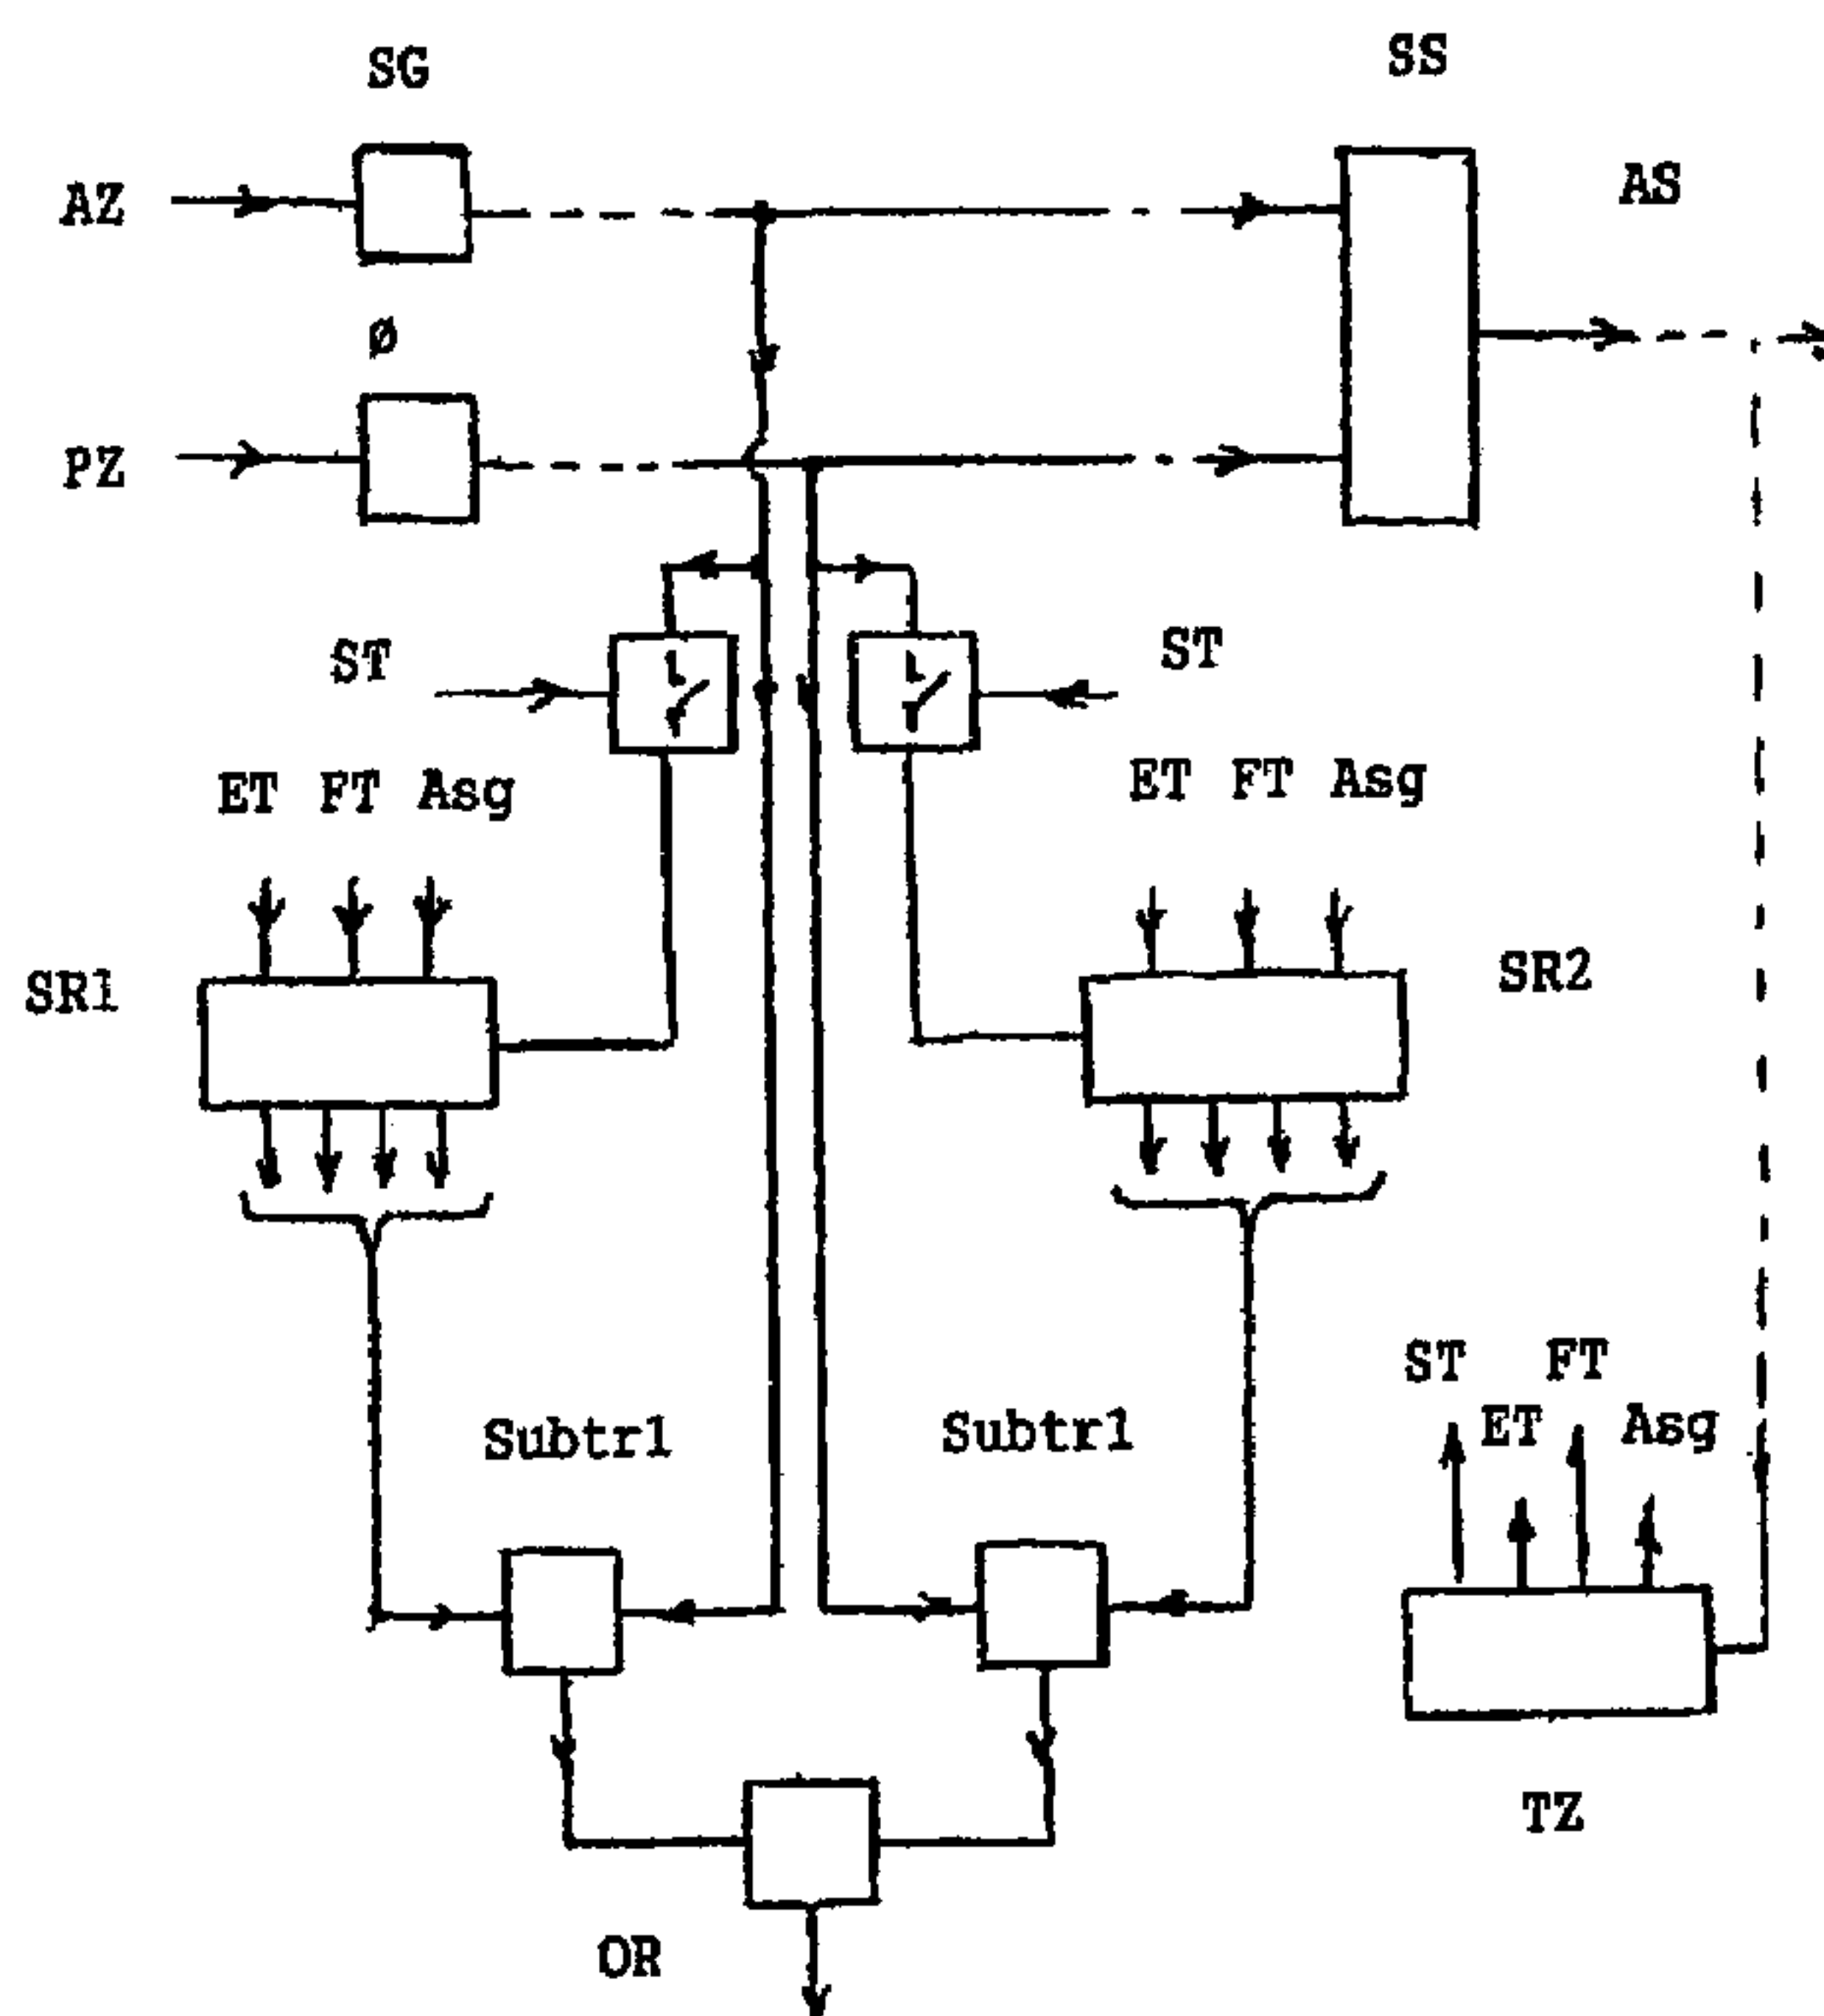 SG SS
AZ AS
Ø
PZ
ST ST
ET FT Asg ET FT Asg
SR1 SR2
ST FT
Subtr1 Subtr1 ET Asg
TZ
OR